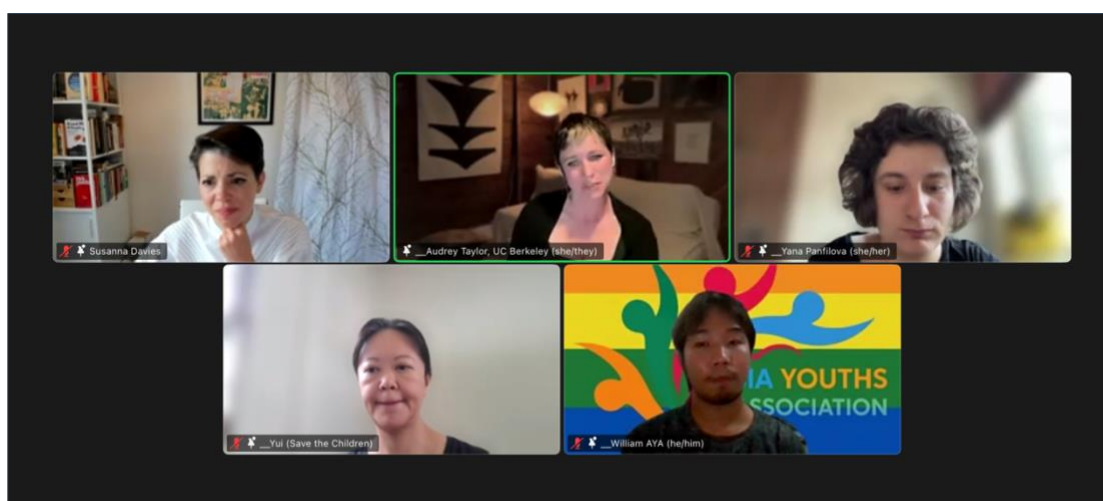 Susanna Davies
__Audrey Taylor, UC Berkeley (she/they)
__Yana Panfilova (she/her)
__Yui (Save the Children)
IA YOUTHS
SSOCIATION
__William AYA (he/him)